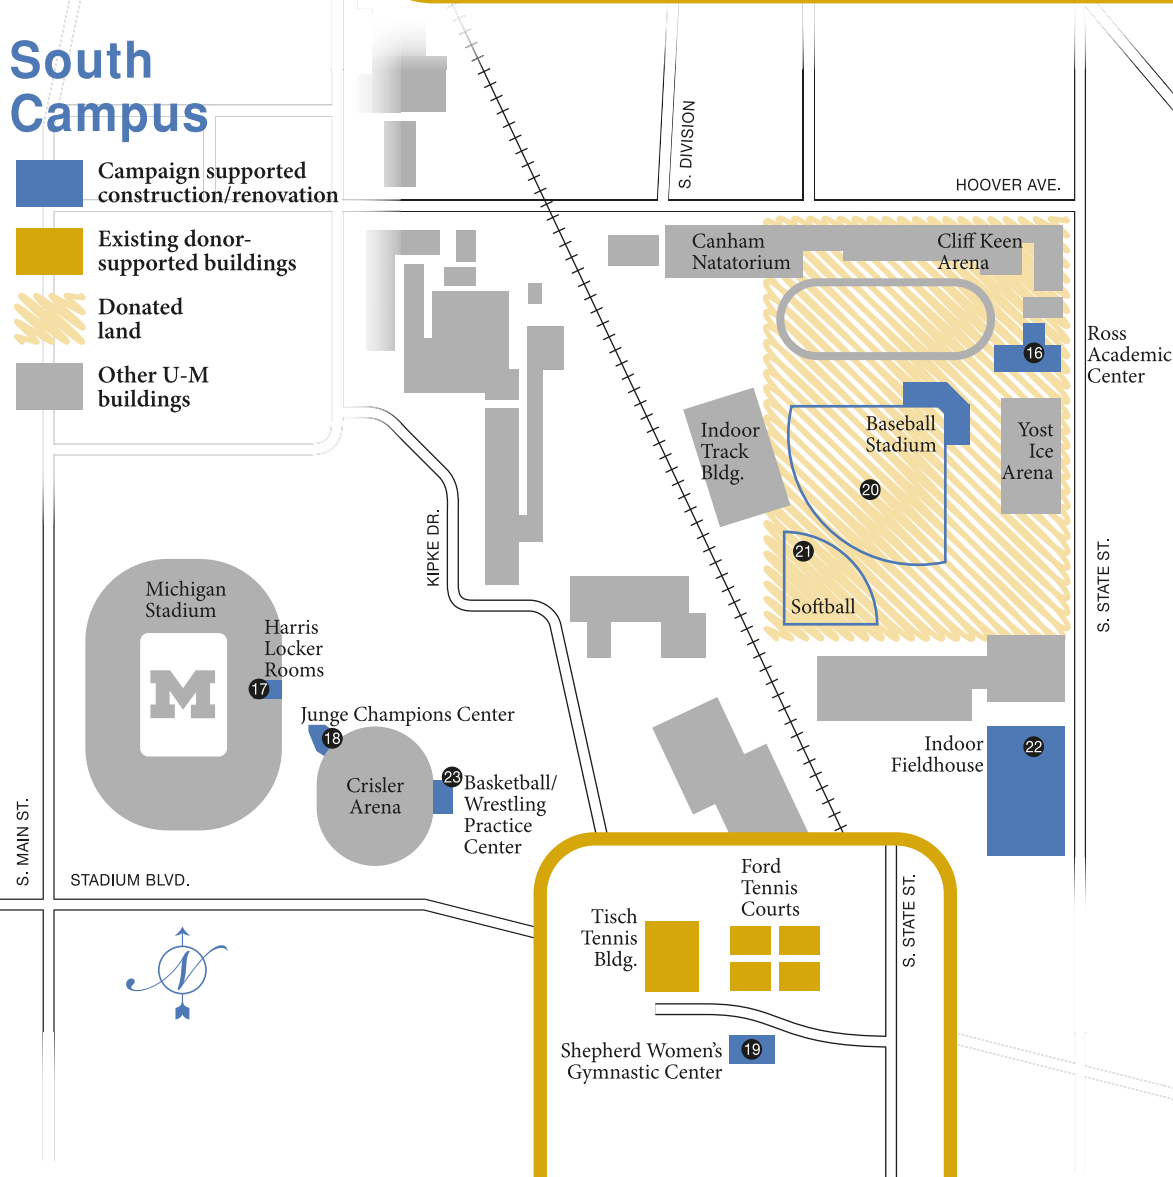 South
Campus
Campaign supported
construction/renovation
Existing donor-
supported buildings
Donated
land
Other U-M
buildings
S. DIVISION
HOOVER AVE.
Canham
Natatorium
Cliff Keen
Arena
16
Ross
Academic
Center
Baseball
Stadium
Indoor
Track
Bldg.
Yost
Ice
Arena
20
21
Softball
KIPKE DR.
S. STATE ST.
Michigan
Stadium
M
Harris
Locker
Rooms
17
Junge Champions Center
18
Crisler
Arena
23
Basketball/
Wrestling
Practice
Center
Indoor
Fieldhouse
22
S. MAIN ST.
STADIUM BLVD.
N
Ford
Tennis
Courts
Tisch
Tennis
Bldg.
S. STATE ST.
Shepherd Women's
Gymnastic Center
19